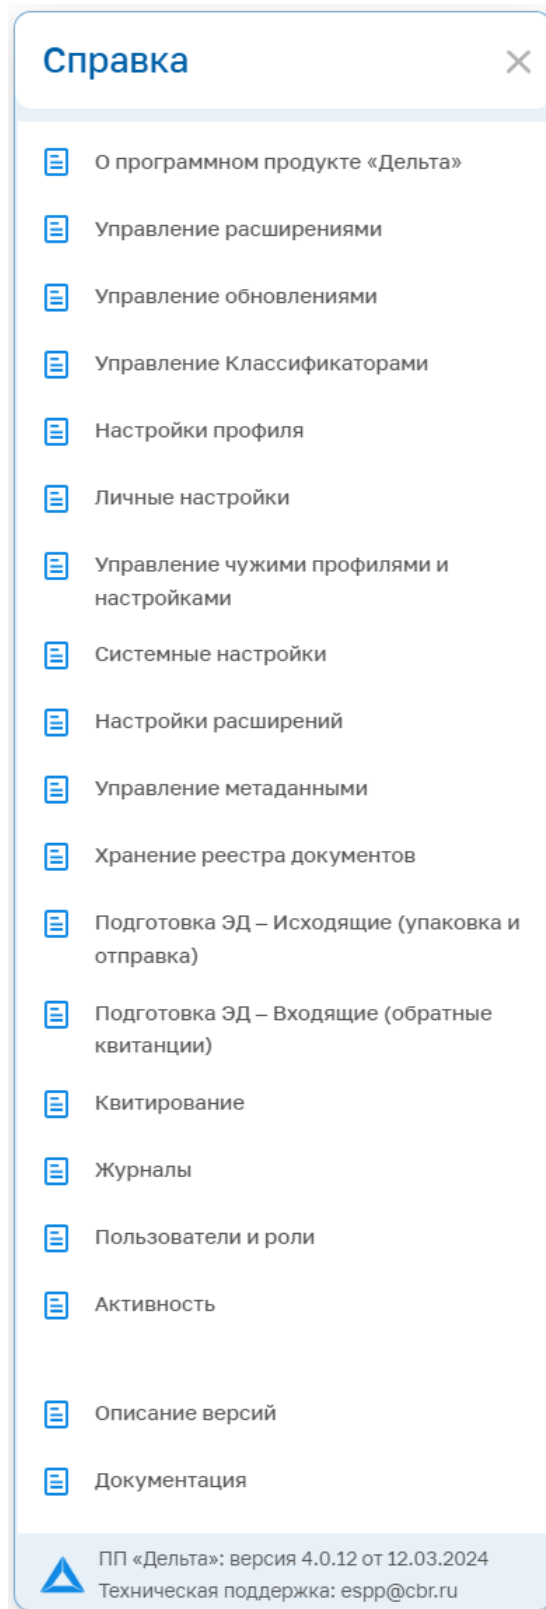 Справка
О программном продукте «Дельта»
Управление расширениями
Управление обновлениями
Управление Классификаторами
Настройки профиля
Личные настройки
Управление чужими профилями и
настройками
Системные настройки
Настройки расширений
Управление метаданными
Хранение реестра документов
Подготовка ЭД – Исходящие (упаковка и
отправка)
Подготовка ЭД – Входящие (обратные
квитанции)
Квитирование
Журналы
Пользователи и роли
Активность
Описание версий
Документация
ПП «Дельта»: версия 4.0.12 от 12.03.2024
Техническая поддержка: espp@cbr.ru